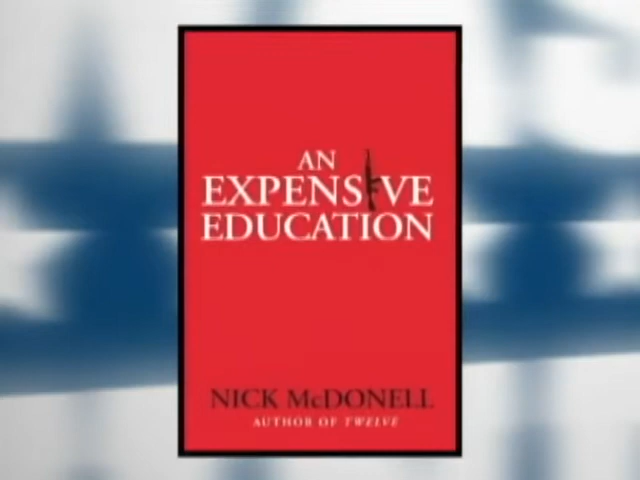 AN
EXPENSIVE
EDUCATION
NICK McDONELL
AUTHOR OF TWELVE